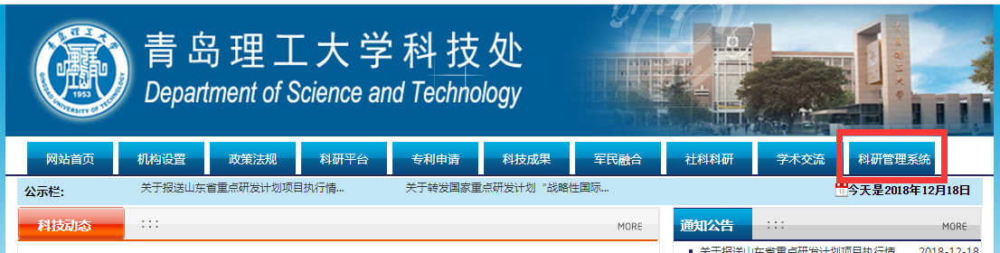 青岛理工大学科技处
Department of Science and Technology
青岛理工大学
QINGDAO UNIVERSITY OF TECHNOLOGY
1953
网站首页 机构设置 政策法规 科研平台 专利申请 科技成果 军民融合 社科科研 学术交流 科研管理系统
公示栏: 关于报送山东省重点研发计划项目执行情... 关于转发国家重点研发计划“战略性国际... 今天是2018年12月18日
科技动态 MORE 通知公告 MORE
关于报送山东省重点研发计划项目执行情 2018-12-18